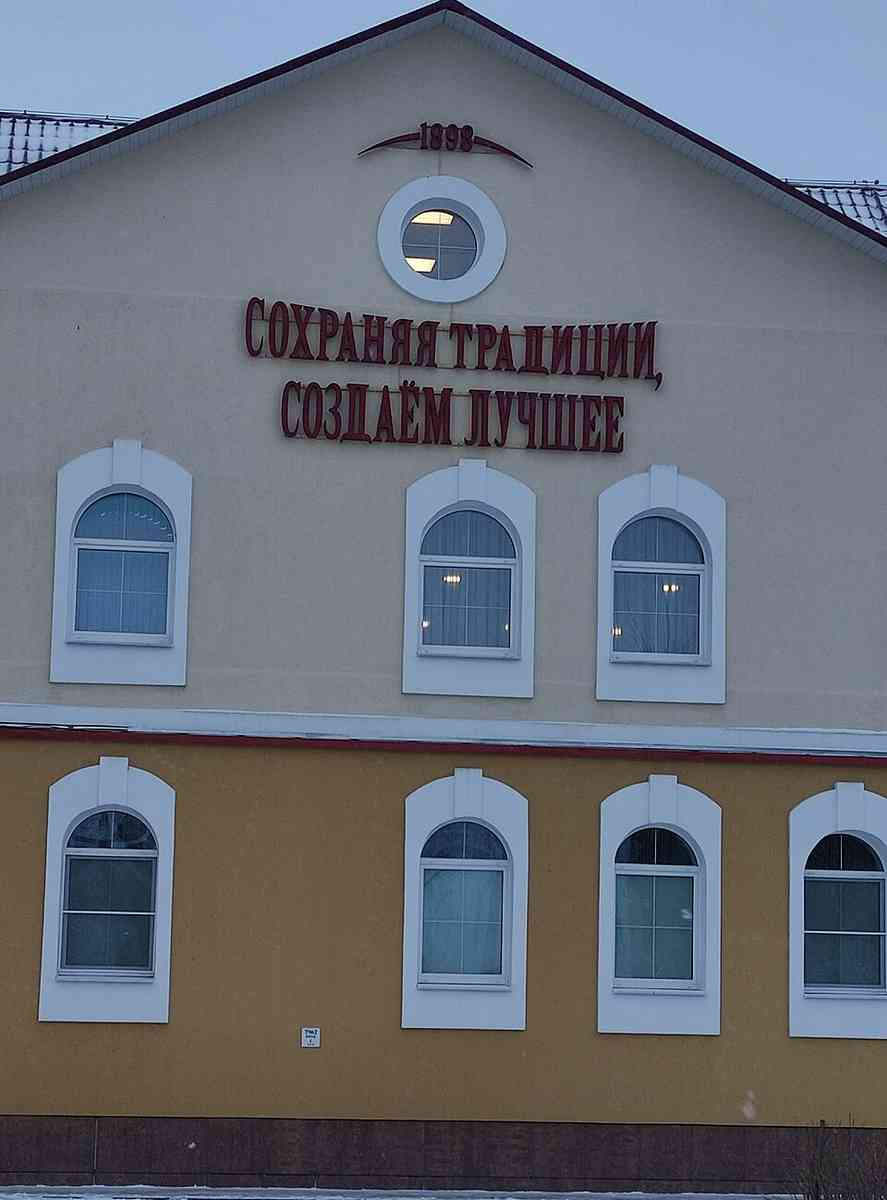 1898
СОХРАНЯЯ ТРАДИЦИИ,
СОЗДАЁМ ЛУЧШЕЕ